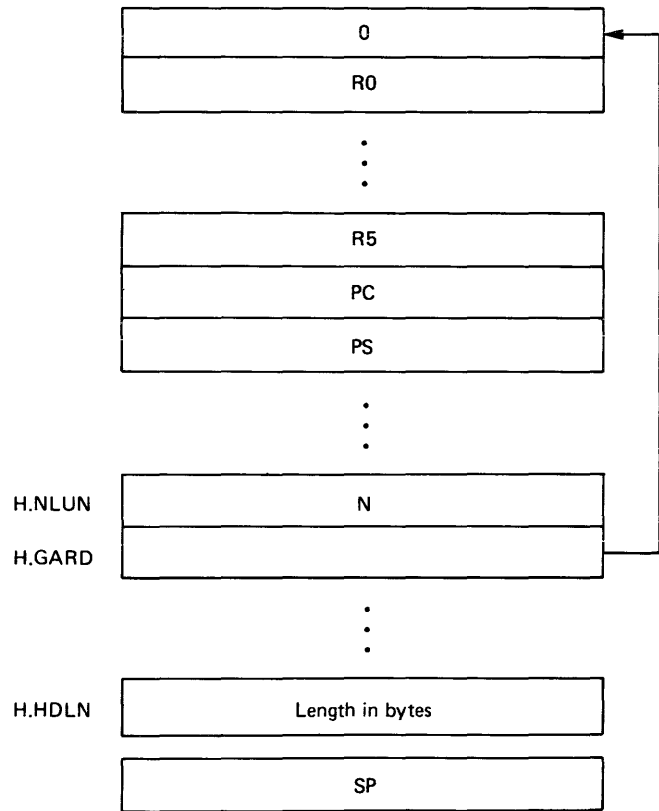 0
R0
R5
PC
PS
H.NLUN N
H.GARD
H.HDLN Length in bytes
SP